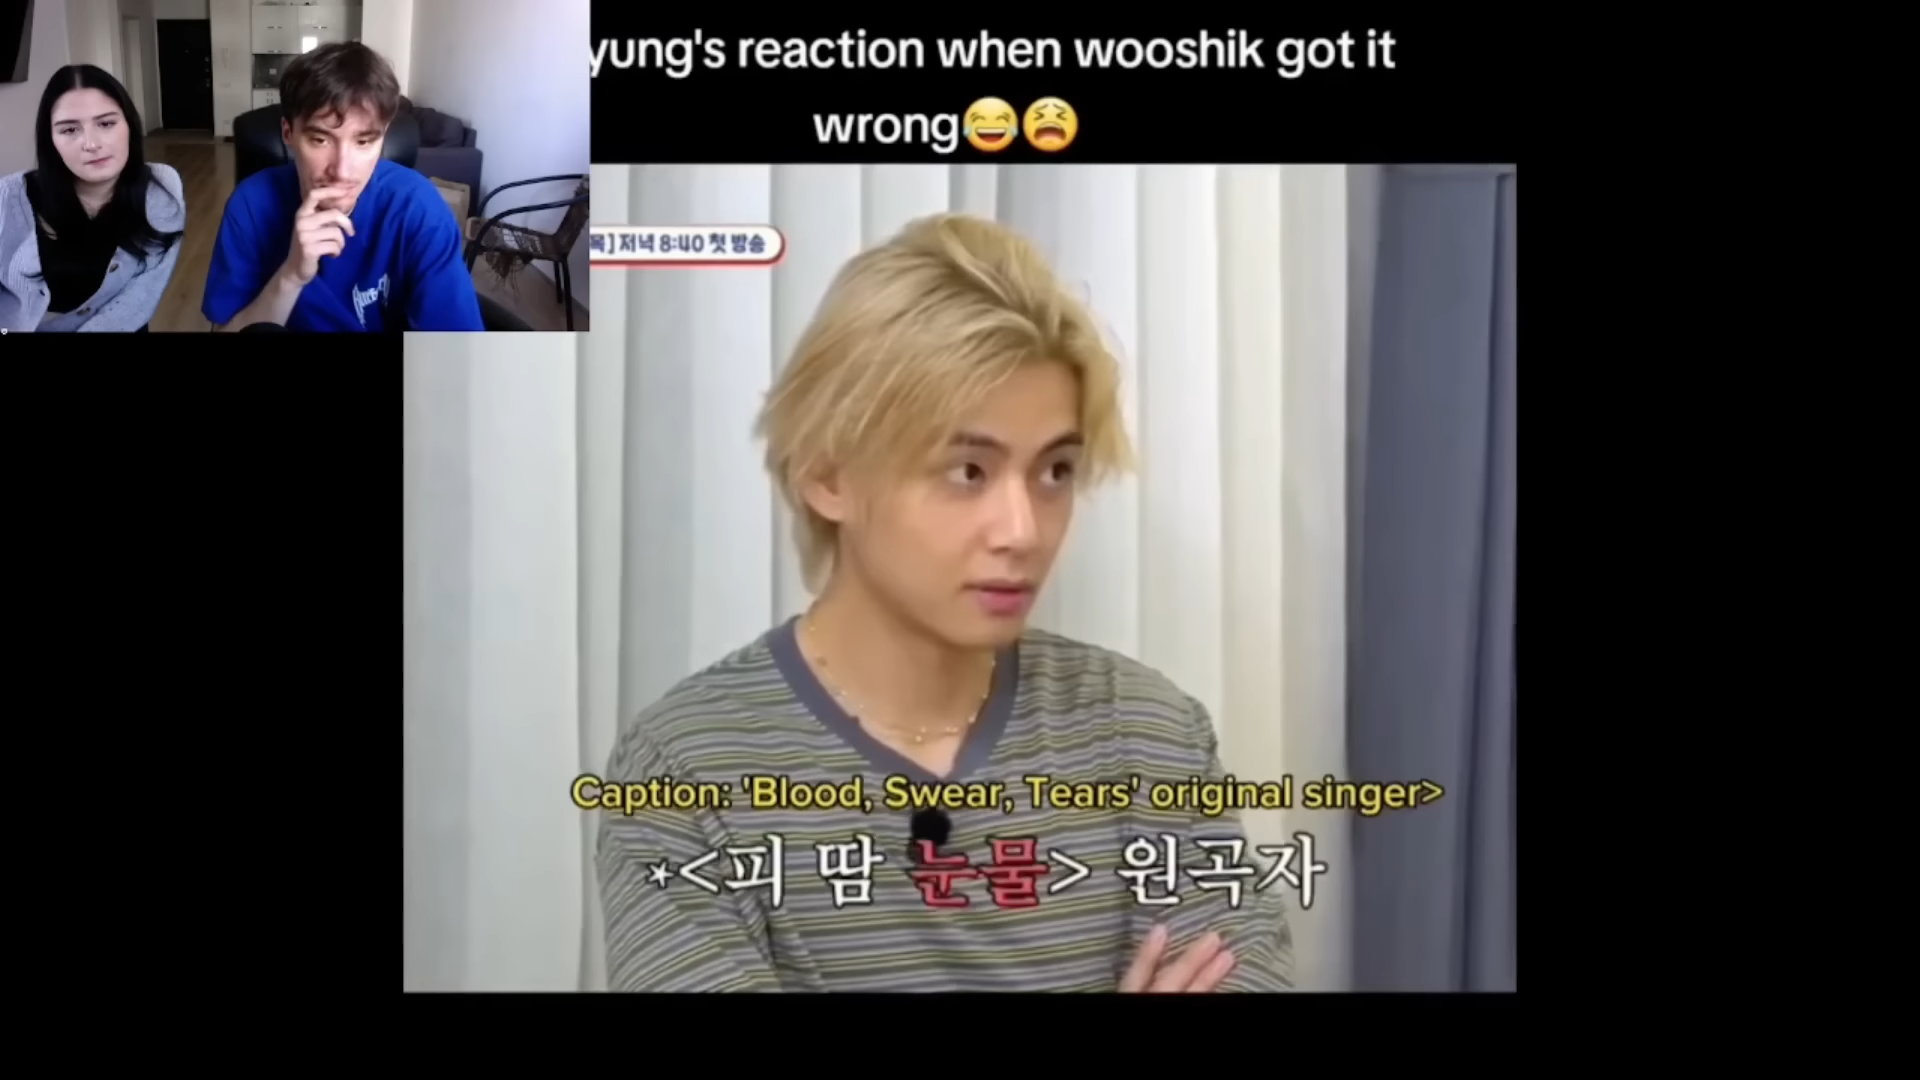 yung's reaction when wooshik got it
wrong😂😫
목] 저녁 8:40 첫 방송
Caption: 'Blood, Swear, Tears' original singer>
*<피 땀 눈물> 원곡자